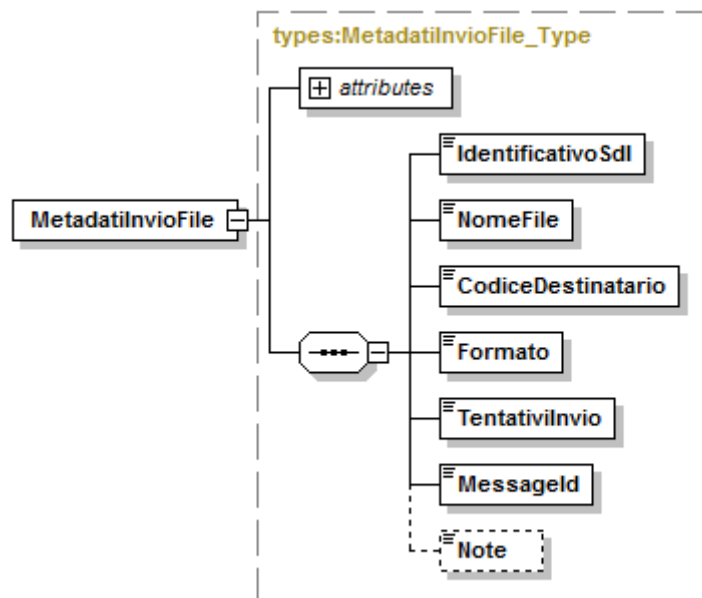 types:MetadatiInvioFile_Type
attributes
IdentificativoSdI
NomeFile
MetadatiInvioFile
CodiceDestinatario
Formato
TentativiInvio
MessageId
Note